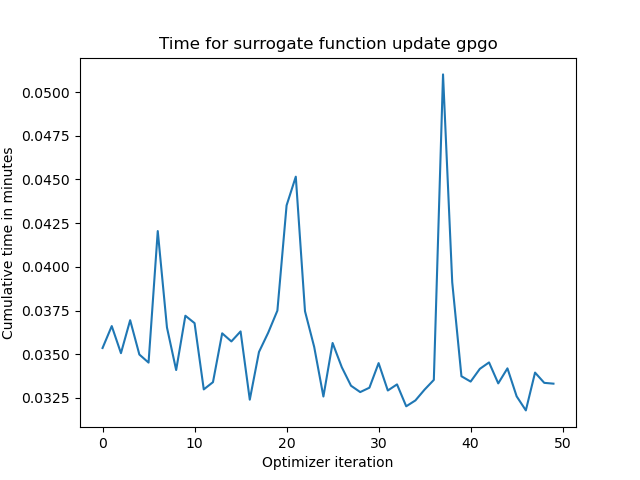 Time for surrogate function update gpgo
0.0500
0.0475
0.0450
0.0425
0.0400
0.0375
0.0350
0.0325
Cumulative time in minutes
0 10 20 30 40 50
Optimizer iteration